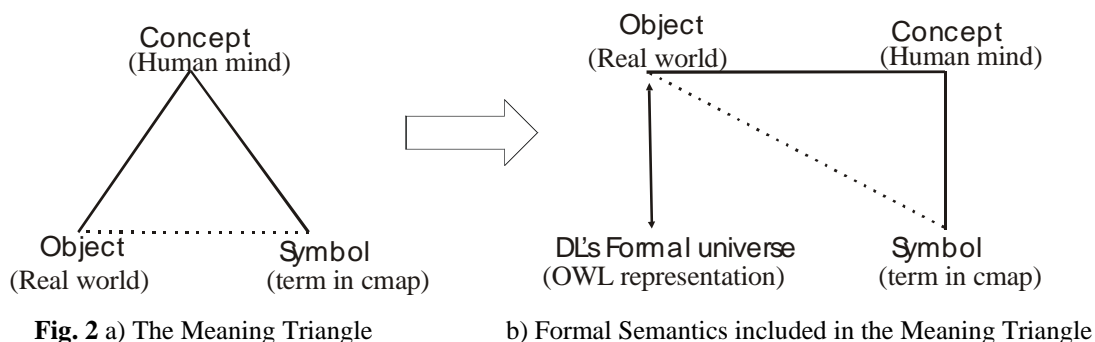 Concept
(Human mind)
Object
(Real world)
Symbol
(term in cmap)
Object
(Real world)
Concept
(Human mind)
DL's Formal universe
(OWL representation)
Symbol
(term in cmap)
Fig. 2 a) The Meaning Triangle
b) Formal Semantics included in the Meaning Triangle